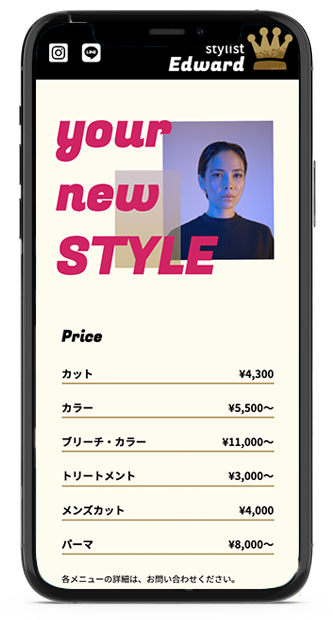 LINE
stylist
Edward
your
new
STYLE
Price
カット ¥4,300
カラー ¥5,500〜
ブリーチ・カラー ¥11,000〜
トリートメント ¥3,000〜
メンズカット ¥4,000
パーマ ¥8,000〜
各メニューの詳細は、お問い合わせください。